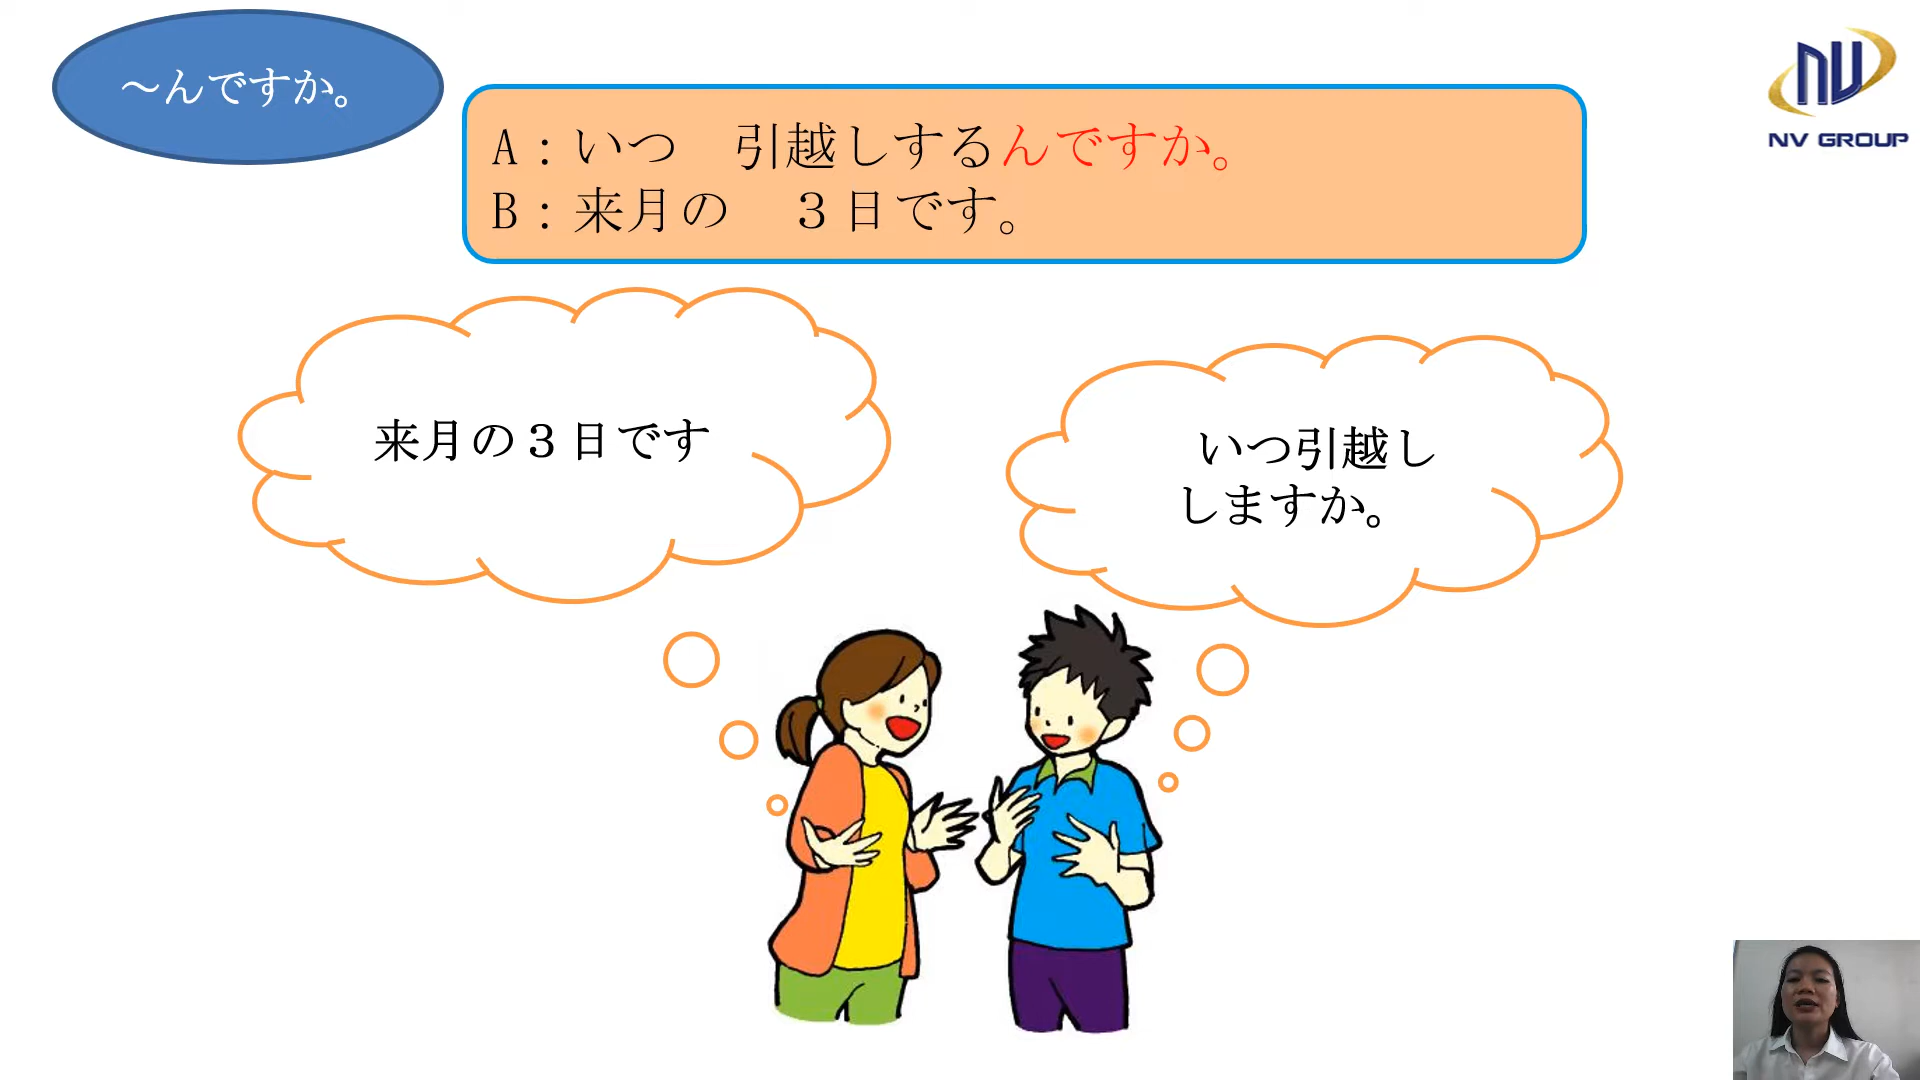 ～んですか。
A：いつ　引越しするんですか。
B：来月の　３日です。
来月の３日です
いつ引越し
しますか。
NV GROUP